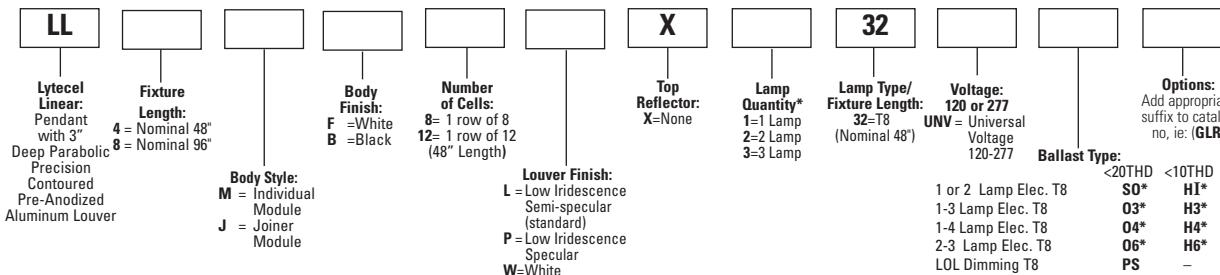 LL X 32
Lytecel
Linear:
Pendant
with 3”
Deep Parabolic
Precision
Contoured
Pre-Anodized
Aluminum Louver
Fixture
Length:
4 = Nominal 48"
8 = Nominal 96"
Body Style:
M = Individual
Module
J = Joiner
Module
Body
Finish:
F =White
B =Black
Number
of Cells:
8= 1 row of 8
12= 1 row of 12
(48” Length)
Louver Finish:
L =Low Iridescence
Semi-specular
(standard)
P =Low Iridescence
Specular
W=White
Top
Reflector:
X=None
Lamp
Quantity*
1=1 Lamp
2=2 Lamp
3=3 Lamp
Lamp Type/
Fixture Length:
32=T8
(Nominal 48")
Voltage:
120 or 277
UNV = Universal
Voltage
120-277
Ballast Type:
<20THD <10THD
1 or 2 Lamp Elec. T8 SO* HI*
1-3 Lamp Elec. T8 O3* H3*
1-4 Lamp Elec. T8 O4* H4*
2-3 Lamp Elec. T8 O6* H6*
LOL Dimming T8 PS –
Options:
Add
suffix to
no, ie: (GLR